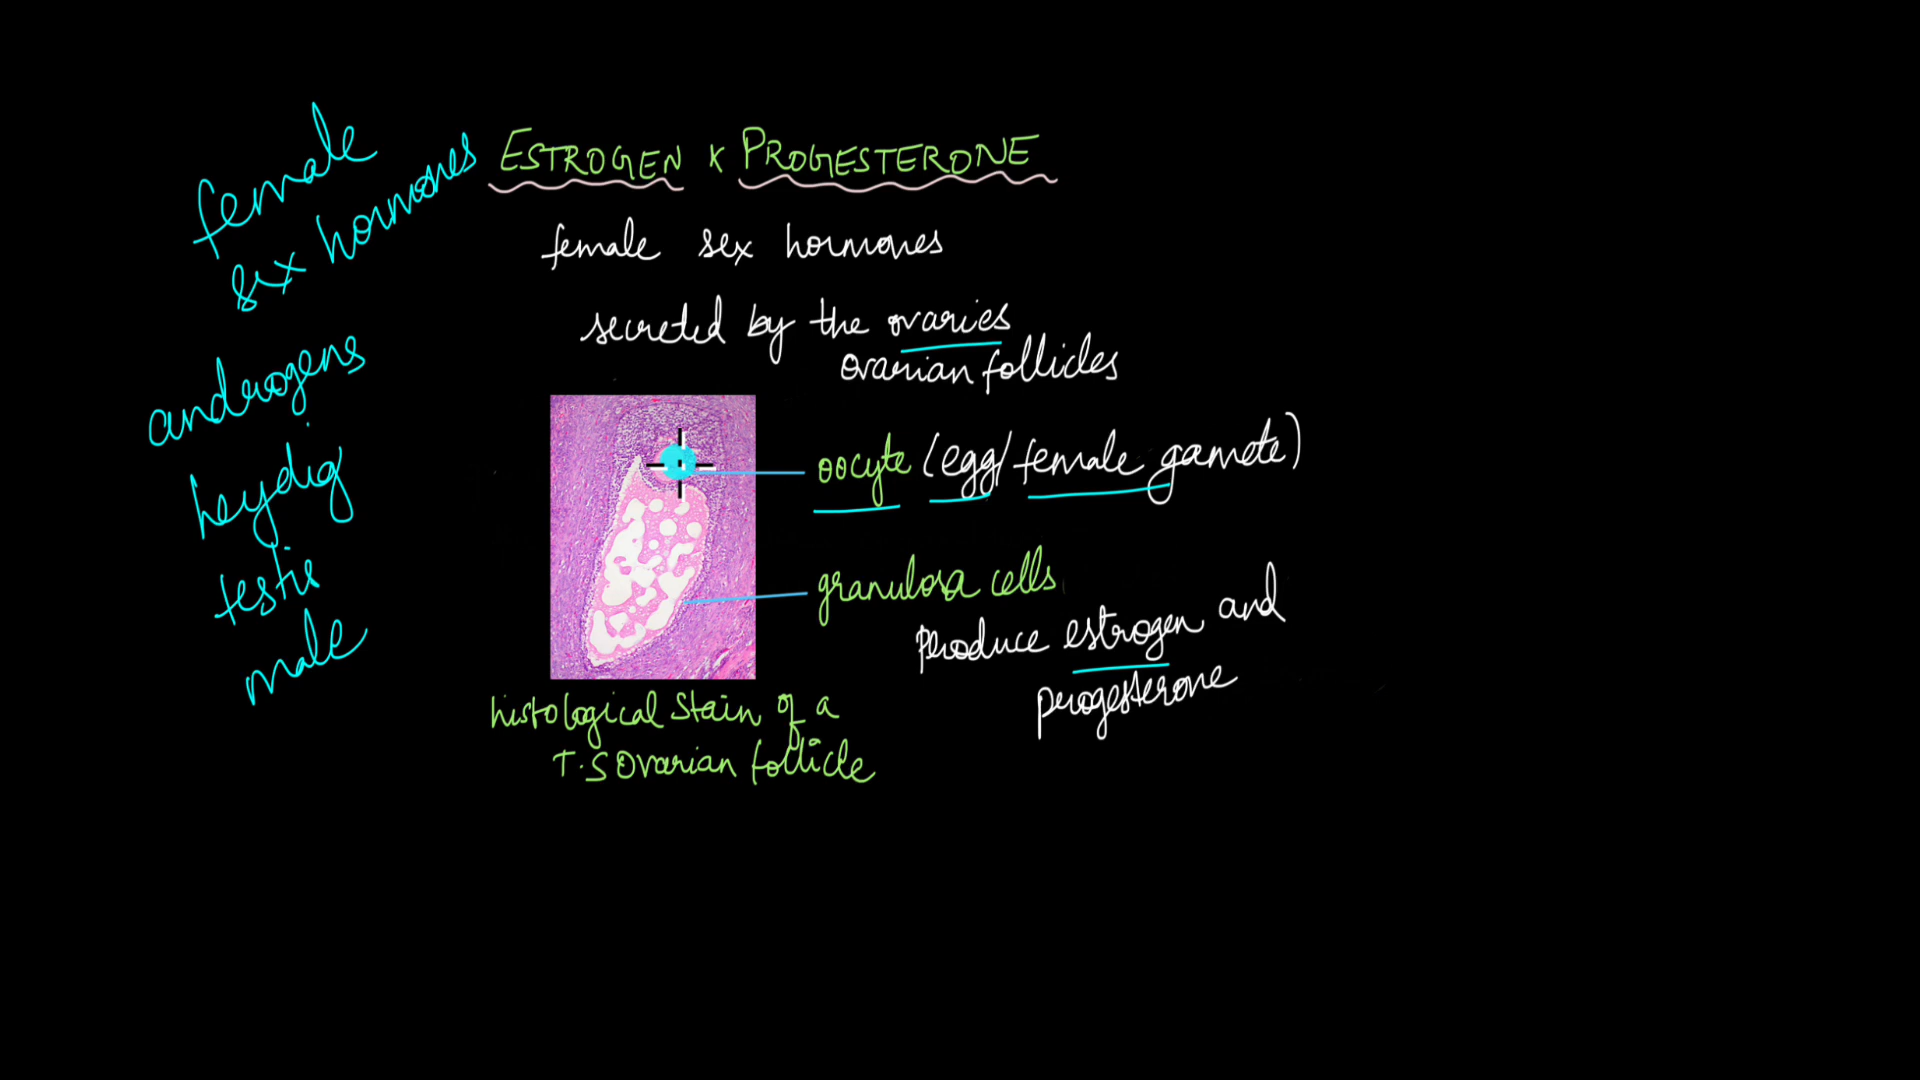 female
sex hormones
androgens
leydig
testis
male
ESTROGEN & PROGESTERONE
female sex hormones
secreted by the ovaries
ovarian follicles
oocyte (egg/female gamete)
granulosa cells
produce estrogen and
progesterone
histological stain of a
T.S Ovarian follicle